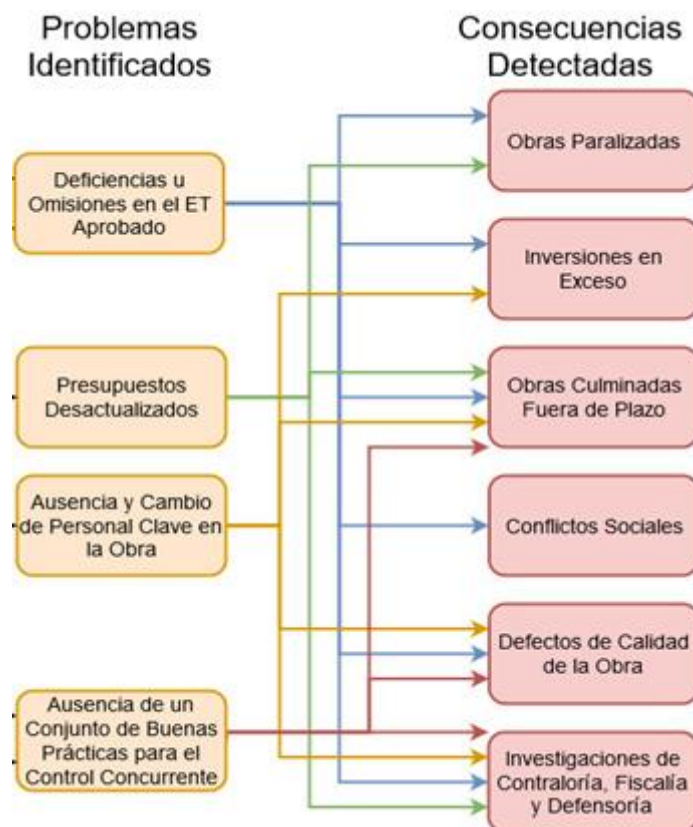 Problemas
Identificados
Consecuencias
Detectadas
Deficiencias u
Omisiones en el ET
Aprobado
Presupuestos
Desactualizados
Ausencia y Cambio
de Personal Clave en
la Obra
Ausencia de un
Conjunto de Buenas
Prácticas para el
Control Concurrente
Obras Paralizadas
Inversiones en
Exceso
Obras Culminadas
Fuera de Plazo
Conflictos Sociales
Defectos de Calidad
de la Obra
Investigaciones de
Contraloría, Fiscalía
y Defensoría